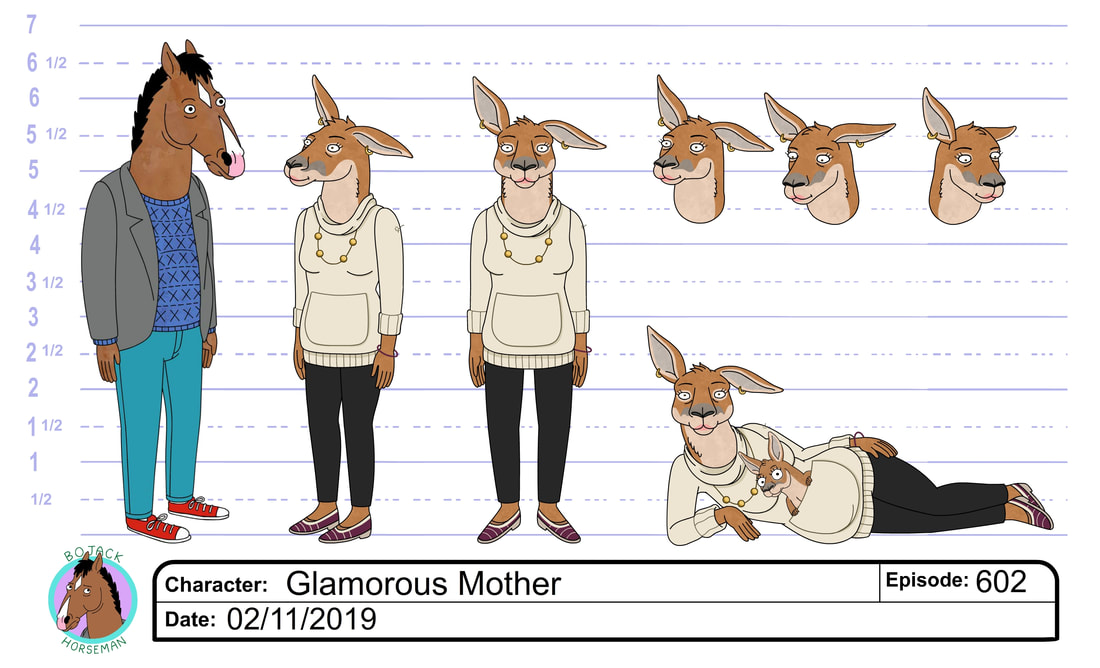 7
6 1/2
6
5 1/2
5
4 1/2
4
3 1/2
3
2 1/2
2
1 1/2
1
1/2
BOJACK
HORSEMAN
Character: Glamorous Mother
Episode: 602
Date: 02/11/2019